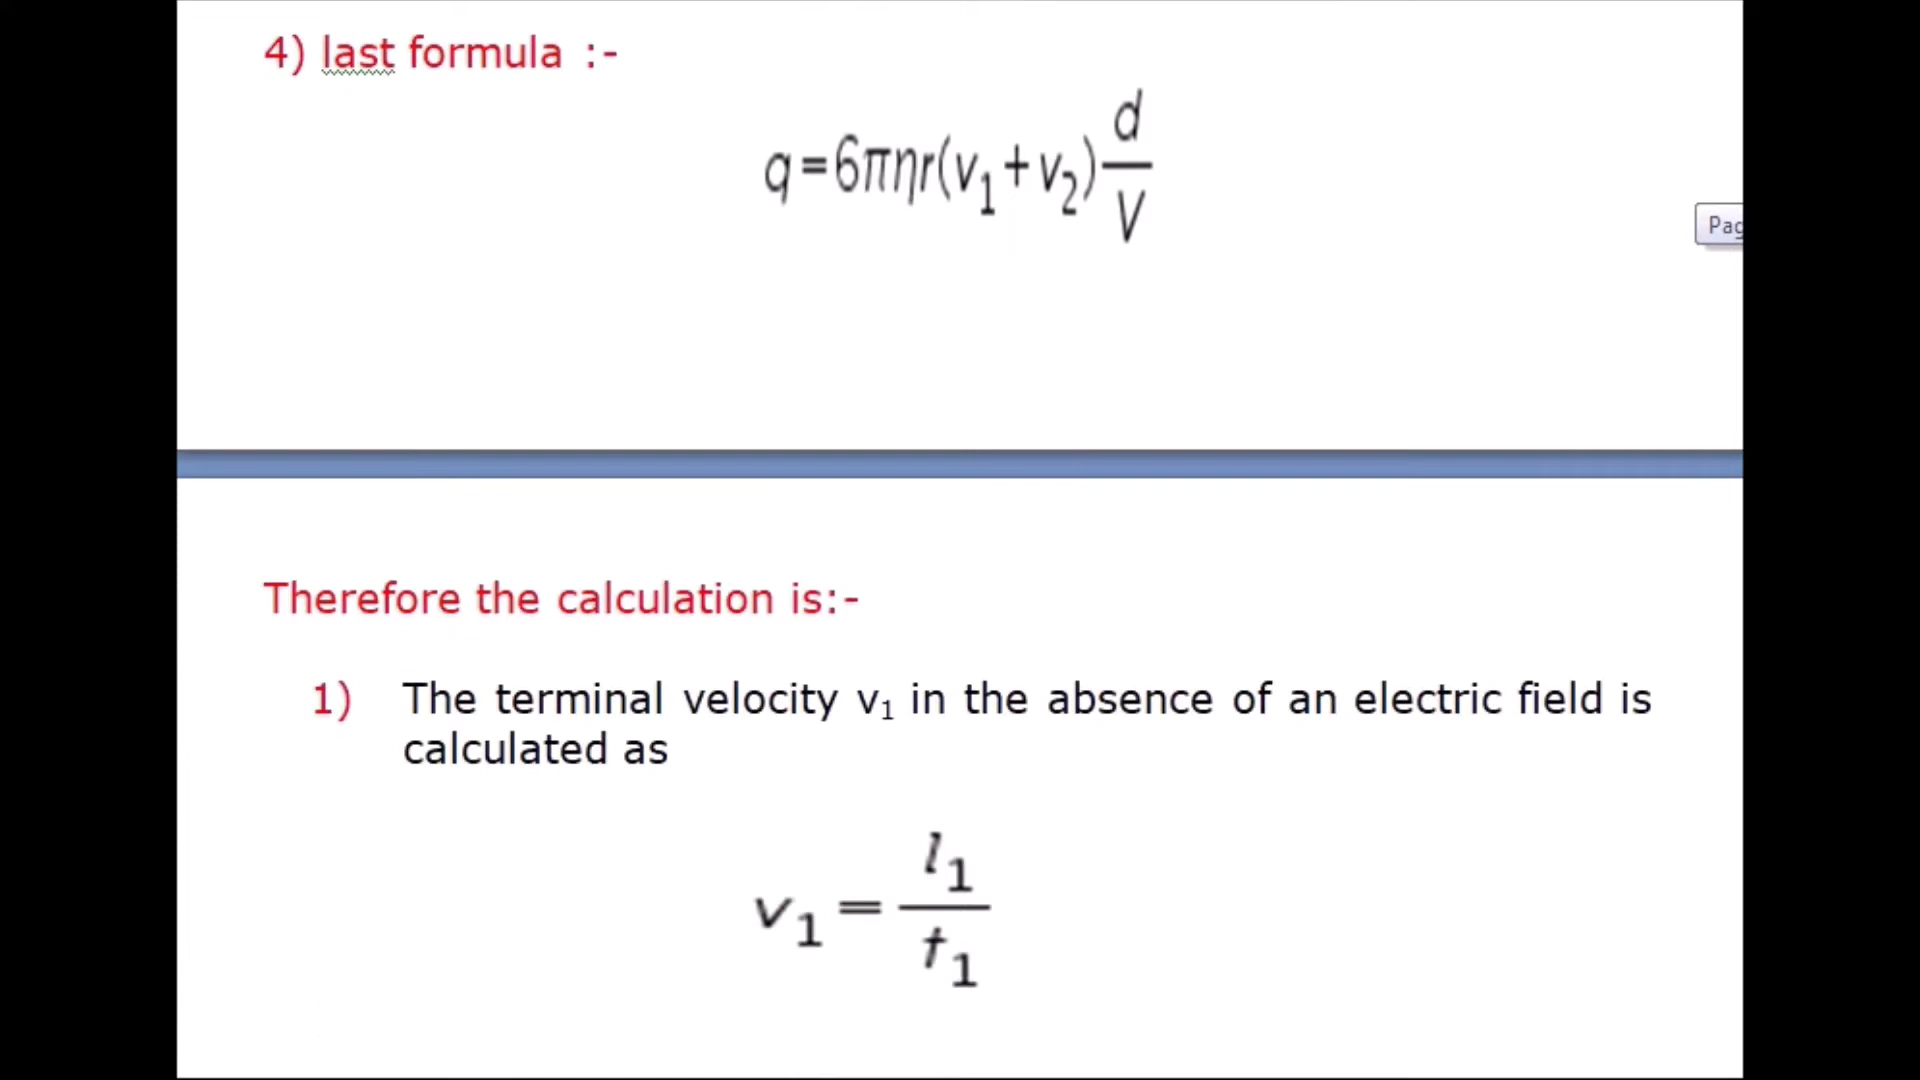 4) last formula :-
q=6πηr(v₁+v₂)d/V
Pag
Therefore the calculation is:-
1) The terminal velocity v₁ in the absence of an electric field is
calculated as
v₁=l₁/t₁